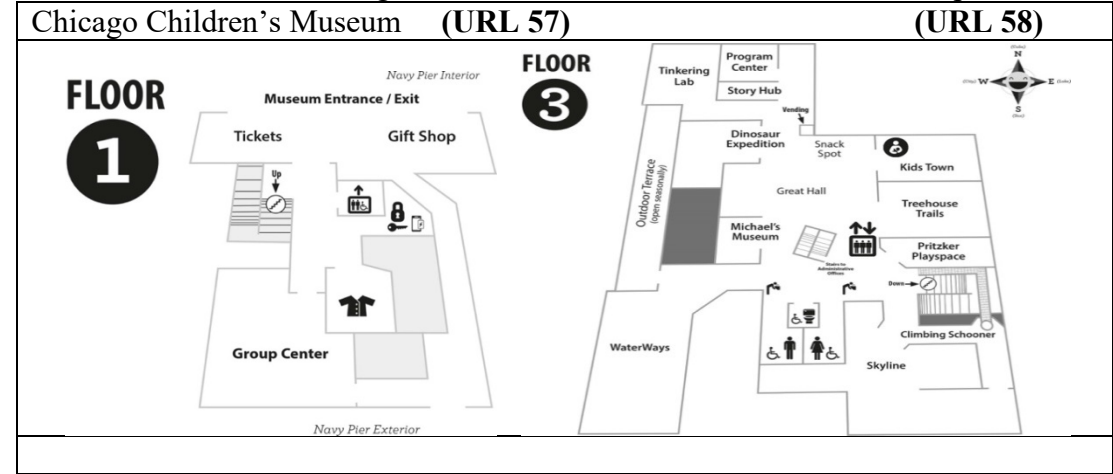 Chicago Children's Museum (URL 57) (URL 58)
FLOOR
1
Navy Pier Interior
Museum Entrance / Exit
Tickets
Gift Shop
Up
Group Center
Navy Pier Exterior
FLOOR
3
Tinkering
Lab
Program
Center
Story Hub
Vending
Dinosaur
Expedition
Snack
Spot
Kids Town
Outdoor Terrace
(open seasonally)
Great Hall
Treehouse
Trails
Michael's
Museum
Pritzker
Playspace
Stairs to
Administrative
Offices
Down
Climbing Schooner
WaterWays
Skyline
N
W
E
S